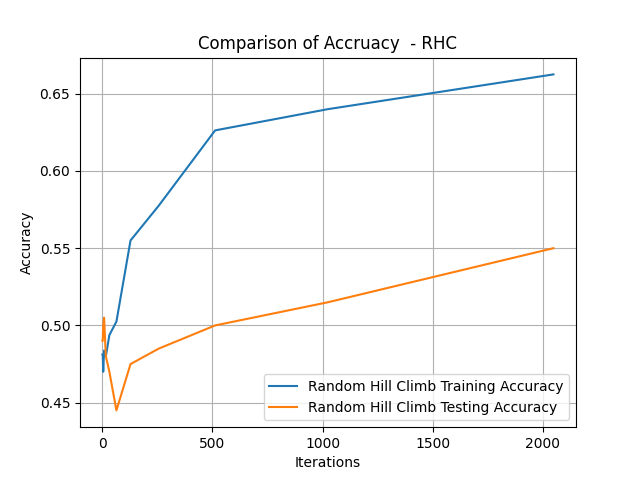 Comparison of Accruacy  - RHC
0.65
0.60
0.55
0.50
0.45
Accuracy
Random Hill Climb Training Accuracy
Random Hill Climb Testing Accuracy
0
500
1000
1500
2000
Iterations